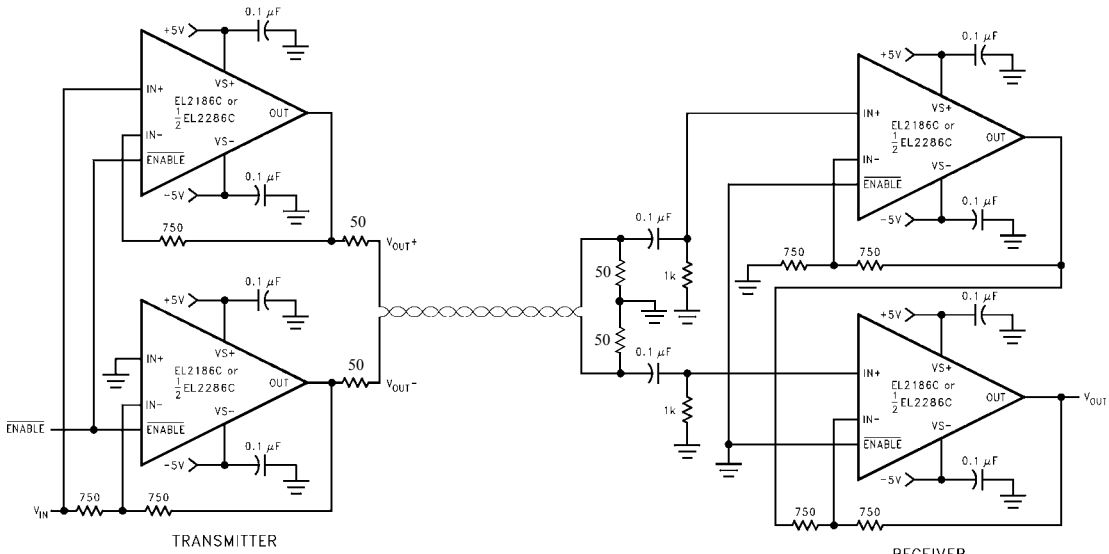 +5V
0.1 μF
VS+
IN+
EL2186C or
1/2 EL2286C
OUT
IN-
VS-
ENABLE
-5V
0.1 μF
750
50
VOUT+
+5V
0.1 μF
VS+
IN+
EL2186C or
1/2 EL2286C
OUT
IN-
VS-
ENABLE
-5V
0.1 μF
50
VOUT-
ENABLE
VIN
750
750
TRANSMITTER
0.1 μF
50
1k
50
0.1 μF
1k
+5V
0.1 μF
VS+
IN+
EL2186C or
1/2 EL2286C
OUT
IN-
VS-
ENABLE
-5V
0.1 μF
750
750
+5V
0.1 μF
VS+
IN+
EL2186C or
1/2 EL2286C
OUT
VOUT
IN-
VS-
ENABLE
-5V
0.1 μF
750
750
RECEIVER